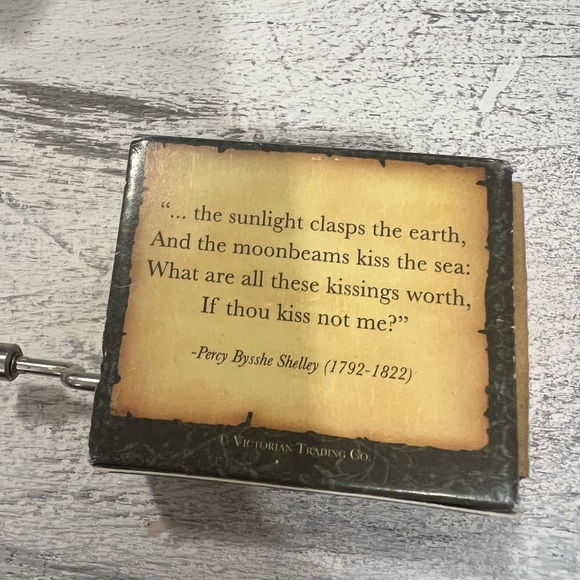 “... the sunlight clasps the earth,
And the moonbeams kiss the sea:
What are all these kissings worth,
If thou kiss not me?”
-Percy Bysshe Shelley (1792-1822)
© Victorian Trading Co.